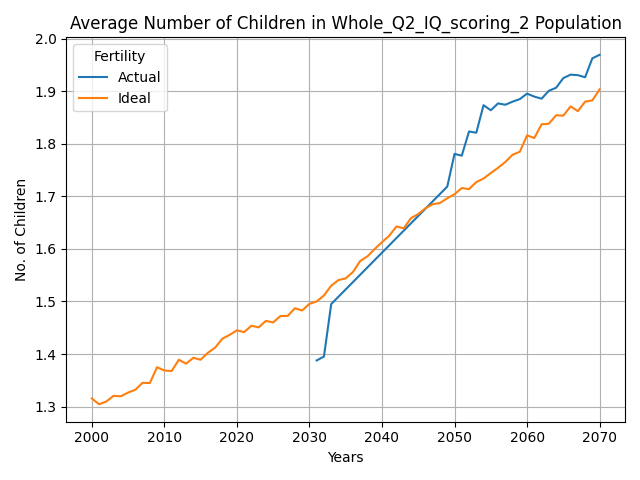 Average Number of Children in Whole_Q2_IQ_scoring_2 Population
2.0
1.9
1.8
1.7
1.6
1.5
1.4
1.3
No. of Children
Fertility
Actual
Ideal
2000 2010 2020 2030 2040 2050 2060 2070
Years